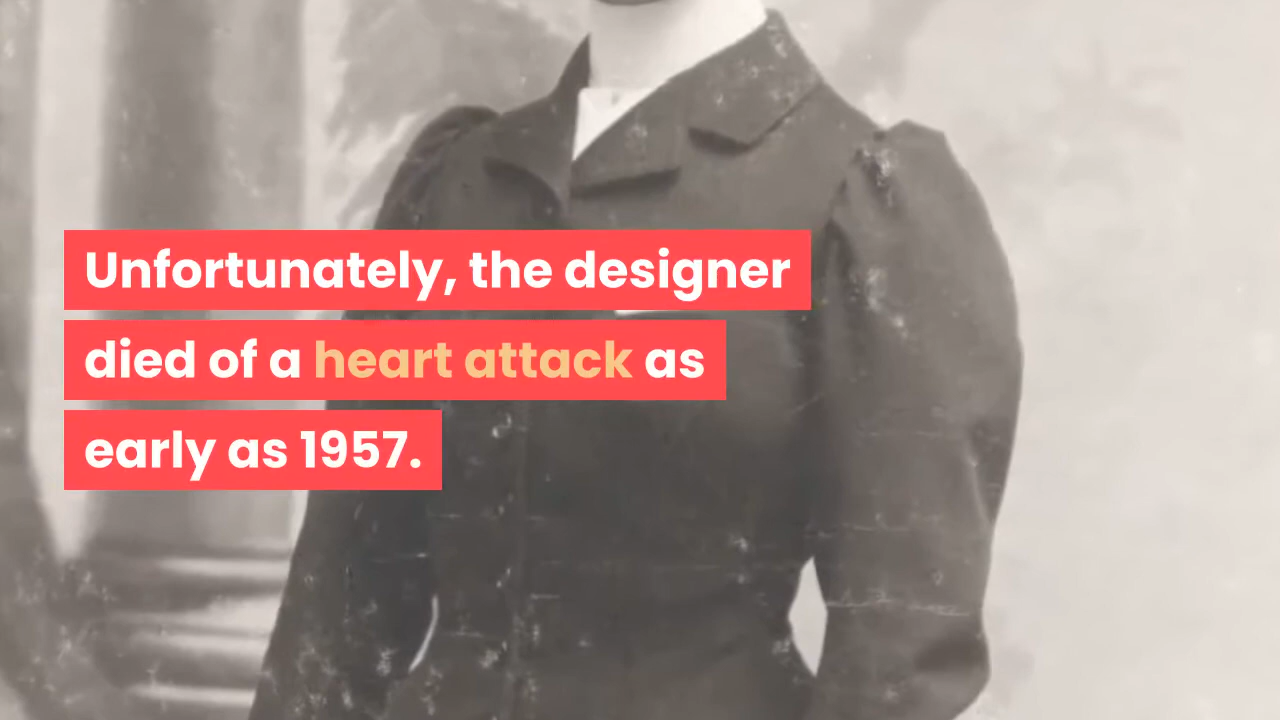 Unfortunately, the designer
died of a heart attack as
early as 1957.